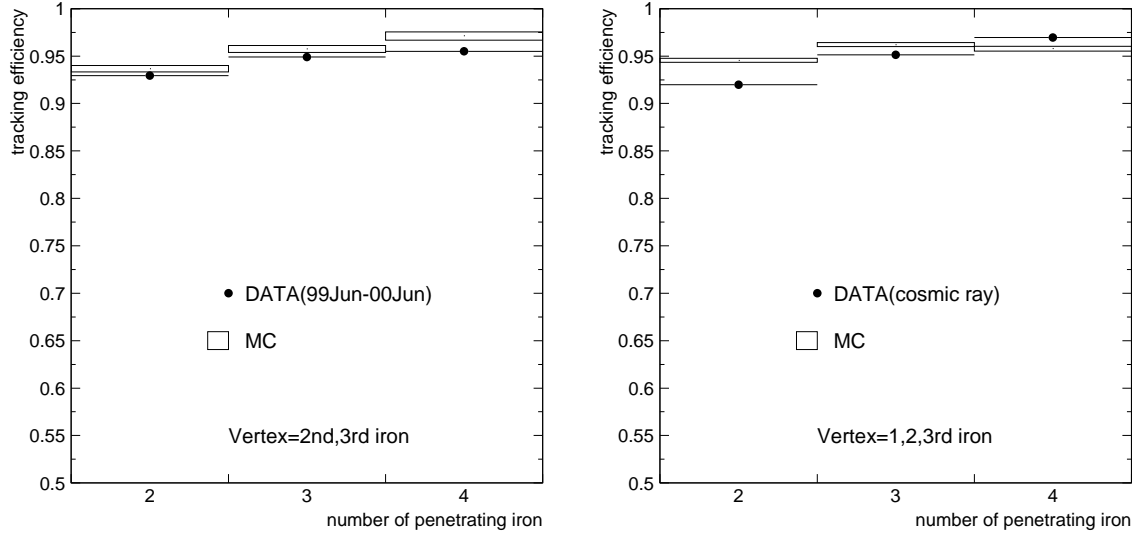 tracking efficiency
1
0.95
0.9
0.85
0.8
0.75
0.7
0.65
0.6
0.55
0.5
DATA(99Jun-00Jun)
MC
Vertex=2nd,3rd iron
2 3 4
number of penetrating iron
tracking efficiency
1
0.95
0.9
0.85
0.8
0.75
0.7
0.65
0.6
0.55
0.5
DATA(cosmic ray)
MC
Vertex=1,2,3rd iron
2 3 4
number of penetrating iron